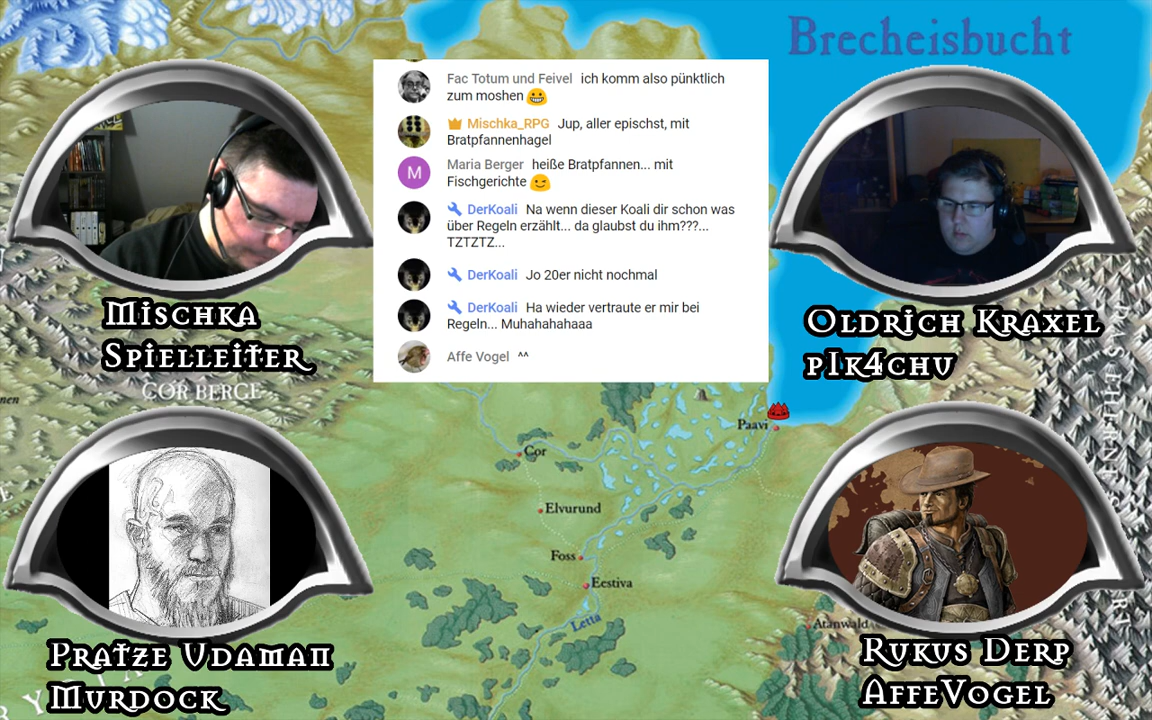 Brecheisbucht
Fac Totum und Feivel ich komm also pünktlich
zum moshen
Mischka_RPG Jup, aller epischst, mit
Bratpfannenhagel
Maria Berger heiße Bratpfannen... mit
M
Fischgerichte
DerKoali Na wenn dieser Koali dir schon was
über Regeln erzählt... da glaubst du ihm???...
TZTZTZ...
DerKoali Jo 20er nicht nochmal
DerKoali Ha wieder vertraute er mir bei
Regeln... Muhahahahaaa
Affe Vogel ^^
Mischka
Spielleiter
Oldrich Kraxel
pIk4chu
COR BERGE
Paavi
Cor
Elvurund
Foss
Eestiva
Letta
Atanwald
Pratze Udaman
Murdock
Rukus Derp
AffeVogel